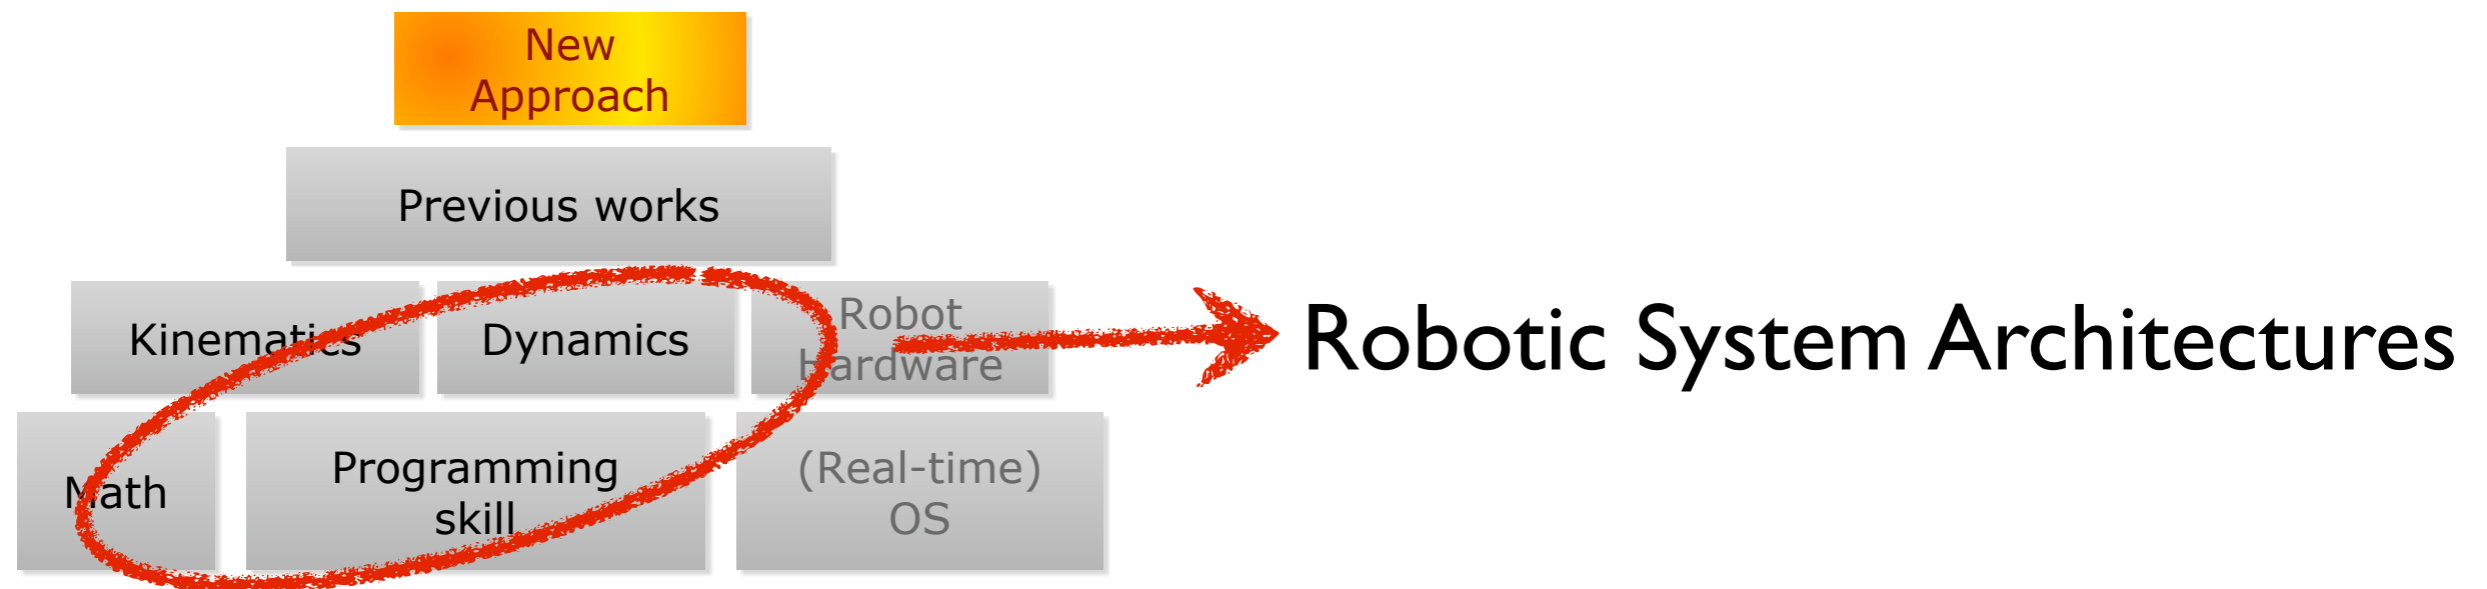 New
Approach
Previous works
Kinematics
Dynamics
Robot
Hardware
Robotic System Architectures
Math
Programming
skill
(Real-time)
OS